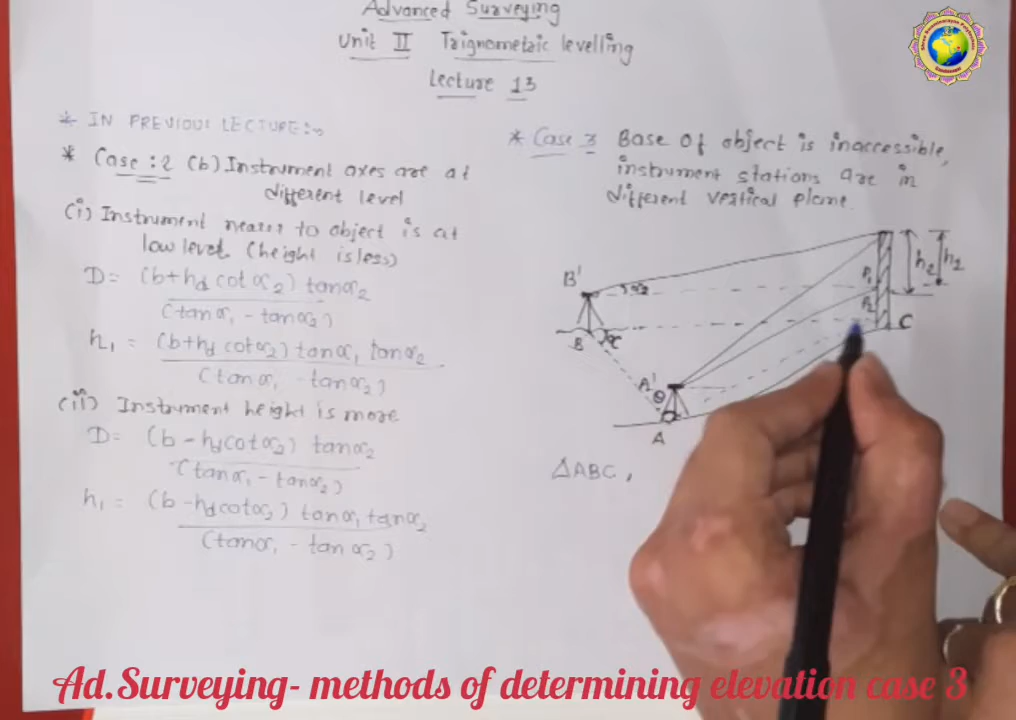 Advanced Surveying
Unit II Trignometric levelling
Lecture 13
* IN PREVIOUS LECTURE:-
* Case:2 (b) Instrument axes are at
different level
(i) Instrument nearer to object is at
low level (height is less)
D= (b+hd cot α2) tan α2
(tan α1 - tan α2)
h1 = (b+hd cot α2) tan α1 tan α2
(tan α1 - tan α2)
(ii) Instrument height is more
D= (b - hd cot α2) tan α2
(tan α1 - tan α2)
h1 = (b - hd cot α2) tan α1 tan α2
(tan α1 - tan α2)
* Case 3 Base of object is inaccessible,
instrument stations are in
different vertical plane.
B'
α2
P1
h2
h2
P2
C
B
α
A'
θ
A
ΔABC,
Ad.Surveying- methods of determining elevation case 3